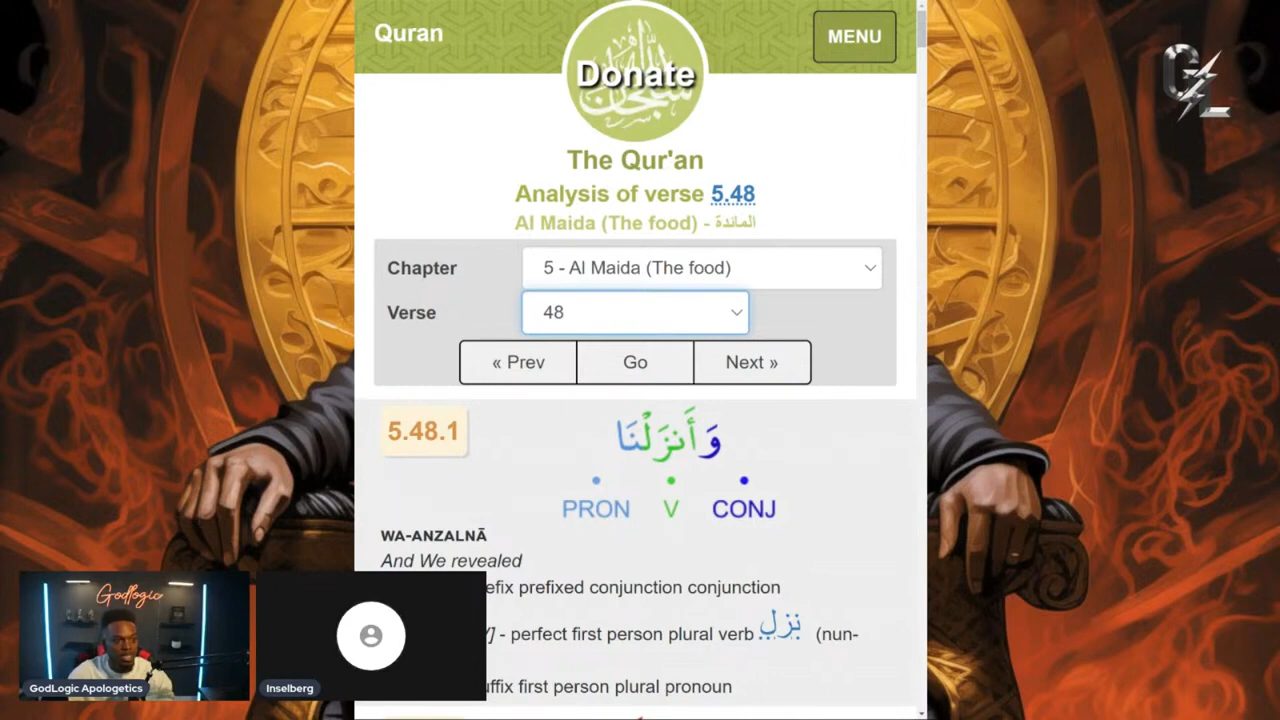 Quran
MENU
Donate
The Qur'an
Analysis of verse 5.48
Al Maida (The food) - المائدة
Chapter
5 - Al Maida (The food)
Verse
48
« Prev
Go
Next »
5.48.1
وَأَنزَلْنَا
PRON
V
CONJ
WA-ANZALNĀ
And We revealed
efix prefixed conjunction conjunction
] - perfect first person plural verb نزل (nun-
uffix first person plural pronoun
Godlogic
GodLogic Apologetics
Inselberg
GL